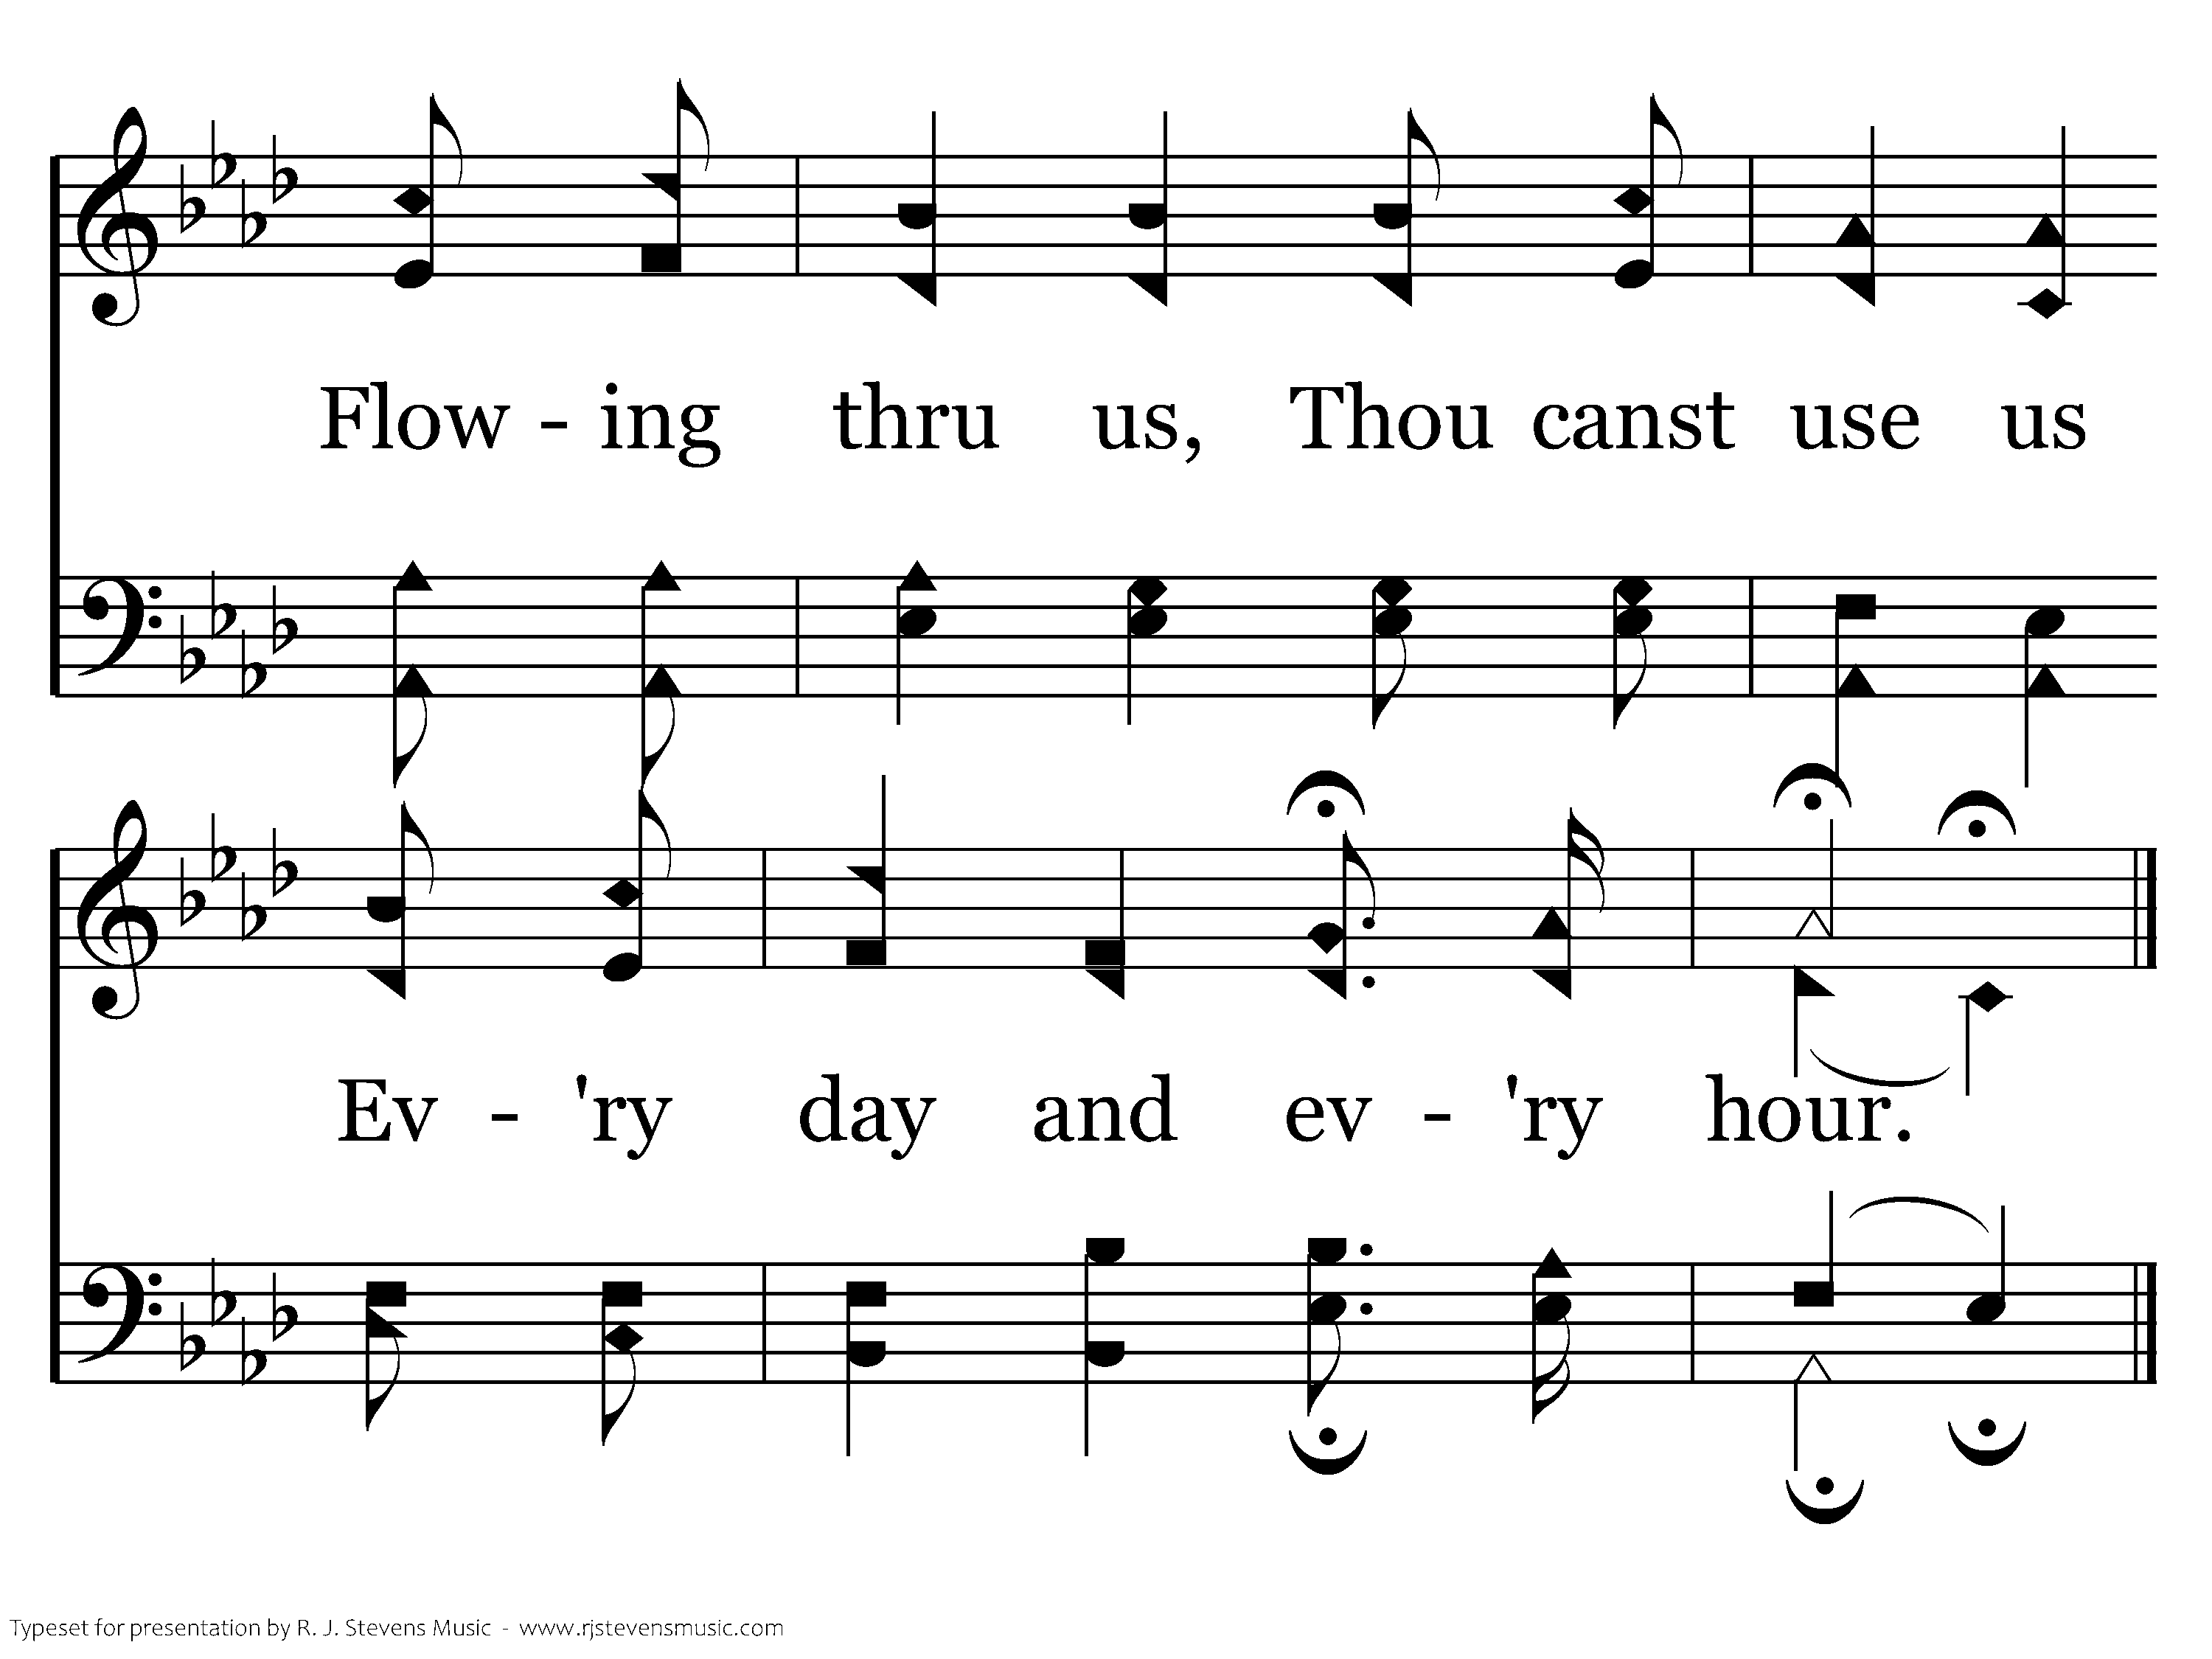 Flow - ing thru us, Thou canst use us
Ev - 'ry day and ev - 'ry hour.
Typeset for presentation by R. J. Stevens Music - www.rjstevensmusic.com